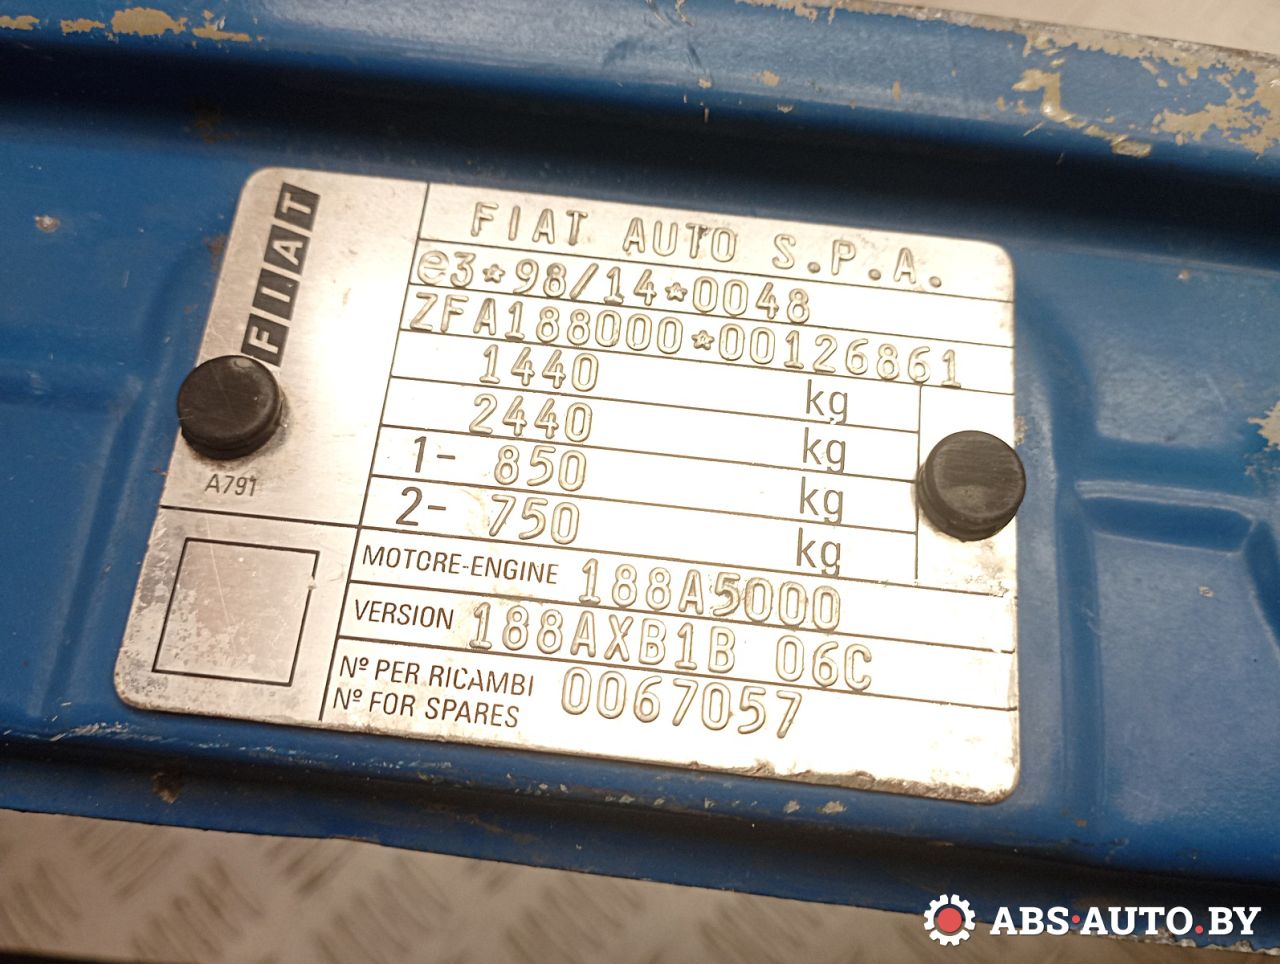 FIAT
FIAT AUTO S.P.A.
e3*98/14*0048
ZFA188000*00126861
1440 kg
2440 kg
1- 850 kg
2- 750 kg
A791
MOTORE-ENGINE 188A5000
VERSION 188AXB1B 06C
Nº PER RICAMBI
Nº FOR SPARES 0067057
ABS·AUTO.BY